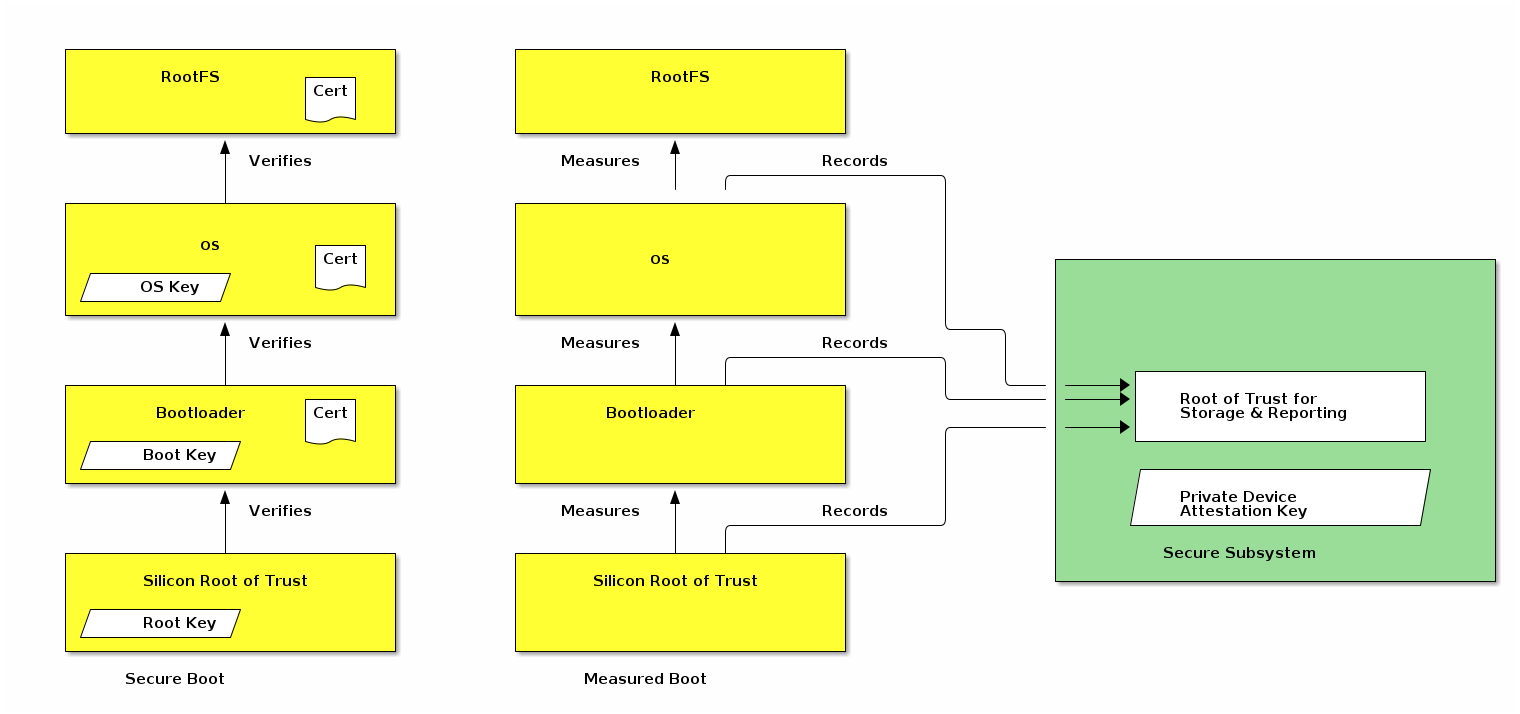 RootFS
Cert
Verifies
OS
Cert
OS Key
Verifies
Bootloader
Cert
Boot Key
Verifies
Silicon Root of Trust
Root Key
Secure Boot
RootFS
Measures
Records
OS
Measures
Records
Bootloader
Measures
Records
Silicon Root of Trust
Measured Boot
Root of Trust for
Storage & Reporting
Private Device
Attestation Key
Secure Subsystem